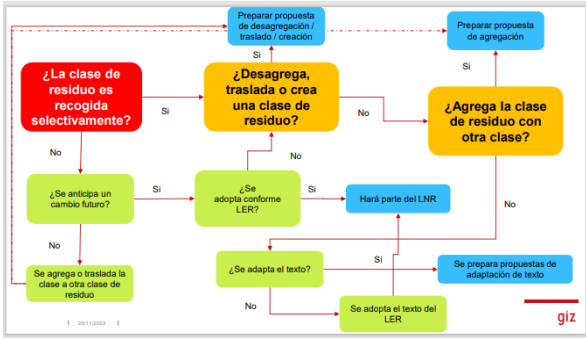 Preparar propuesta
de desagregación /
traslado / creación
Preparar propuesta
de agregación
Si
Si
¿La clase de
residuo es
recogida
selectivamente?
Si
¿Desagrega,
traslada o crea
una clase de
residuo?
No
¿Agrega la clase
de residuo con
otra clase?
No
No
¿Se anticipa un
cambio futuro?
Si
¿Se
adopta conforme
LER?
Si
Hará parte del LNR
No
No
Se agrega o traslada la
clase a otra clase de
residuo
¿Se adapta el texto?
Si
Se prepara propuestas de
adaptación de texto
No
Se adopta el texto del
LER
29/11/2022
giz